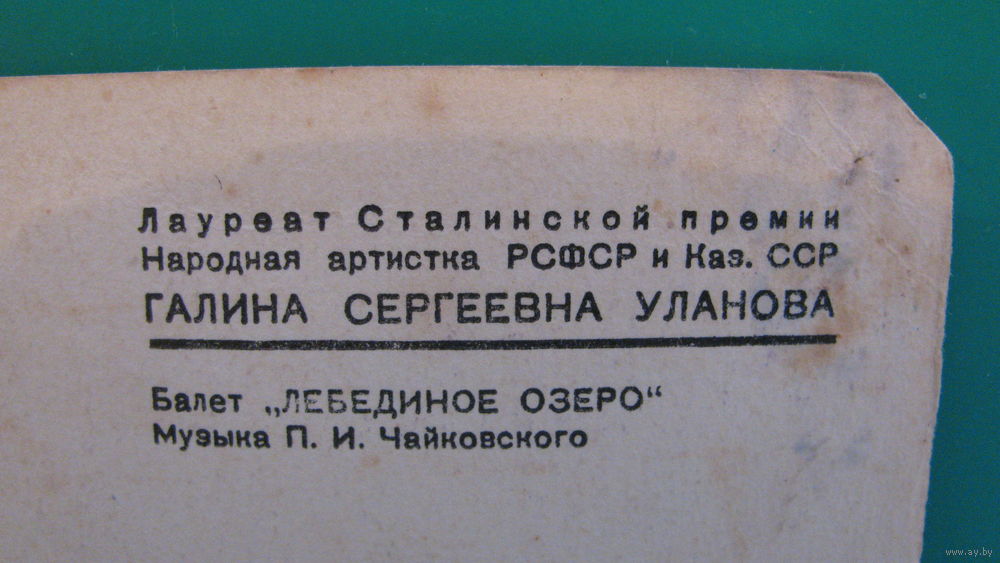 Лауреат Сталинской премии
Народная артистка РСФСР и Каз. ССР
ГАЛИНА СЕРГЕЕВНА УЛАНОВА
Балет „ЛЕБЕДИНОЕ ОЗЕРО“
Музыка П. И. Чайковского
www.ay.by